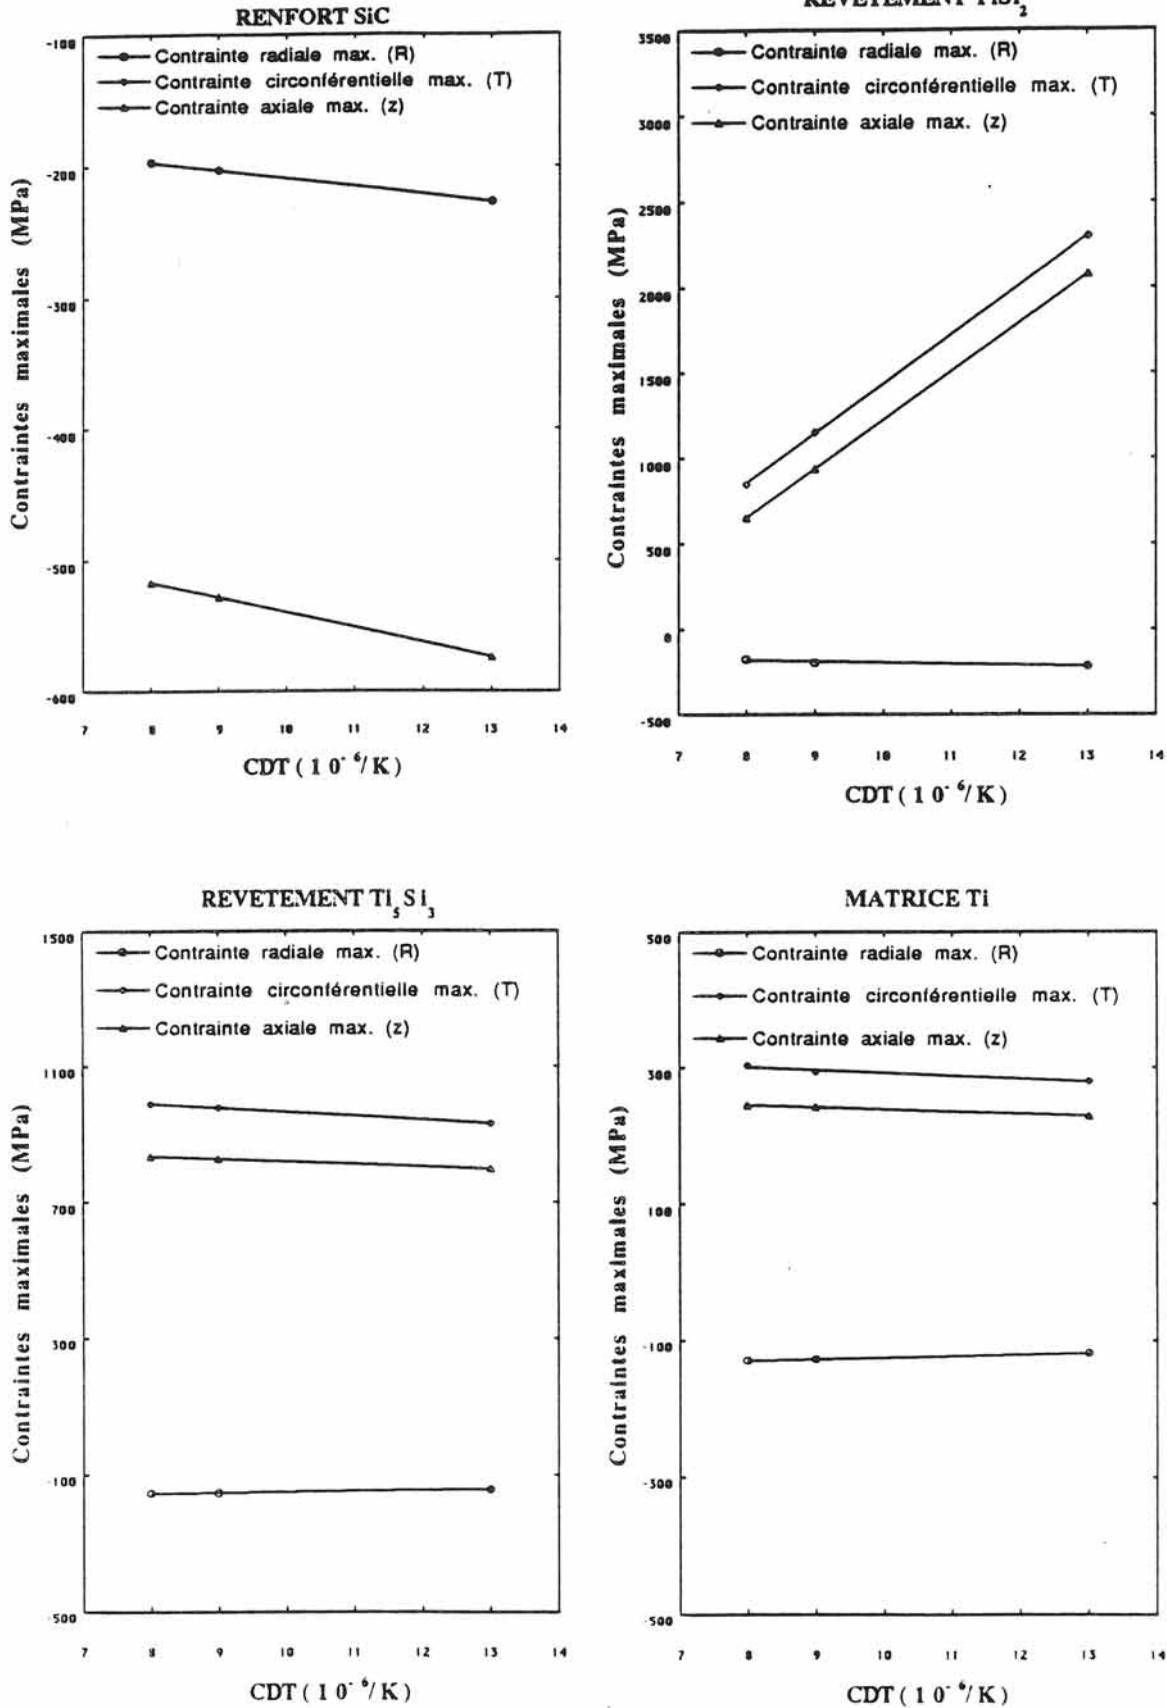 RENFORT SiC
-100
Contrainte radiale max. (R)
Contrainte circonférentielle max. (T)
Contrainte axiale max. (z)
-200
-300
-400
-500
-600
Contraintes maximales (MPa)
7 8 9 10 11 12 13 14
CDT ( 1 0⁻⁶/K )
REVETEMENT TiSi₂
3500
Contrainte radiale max. (R)
Contrainte circonférentielle max. (T)
3000
Contrainte axiale max. (z)
2500
2000
1500
1000
500
0
-500
Contraintes maximales (MPa)
7 8 9 10 11 12 13 14
CDT ( 1 0⁻⁶/K )
REVETEMENT Ti₅Si₃
1500
Contrainte radiale max. (R)
Contrainte circonférentielle max. (T)
Contrainte axiale max. (z)
1100
700
300
-100
-500
Contraintes maximales (MPa)
7 8 9 10 11 12 13 14
CDT ( 1 0⁻⁶/K )
MATRICE Ti
500
Contrainte radiale max. (R)
Contrainte circonférentielle max. (T)
Contrainte axiale max. (z)
300
100
-100
-300
-500
Contraintes maximales (MPa)
7 8 9 10 11 12 13 14
CDT ( 1 0⁻⁶/K )